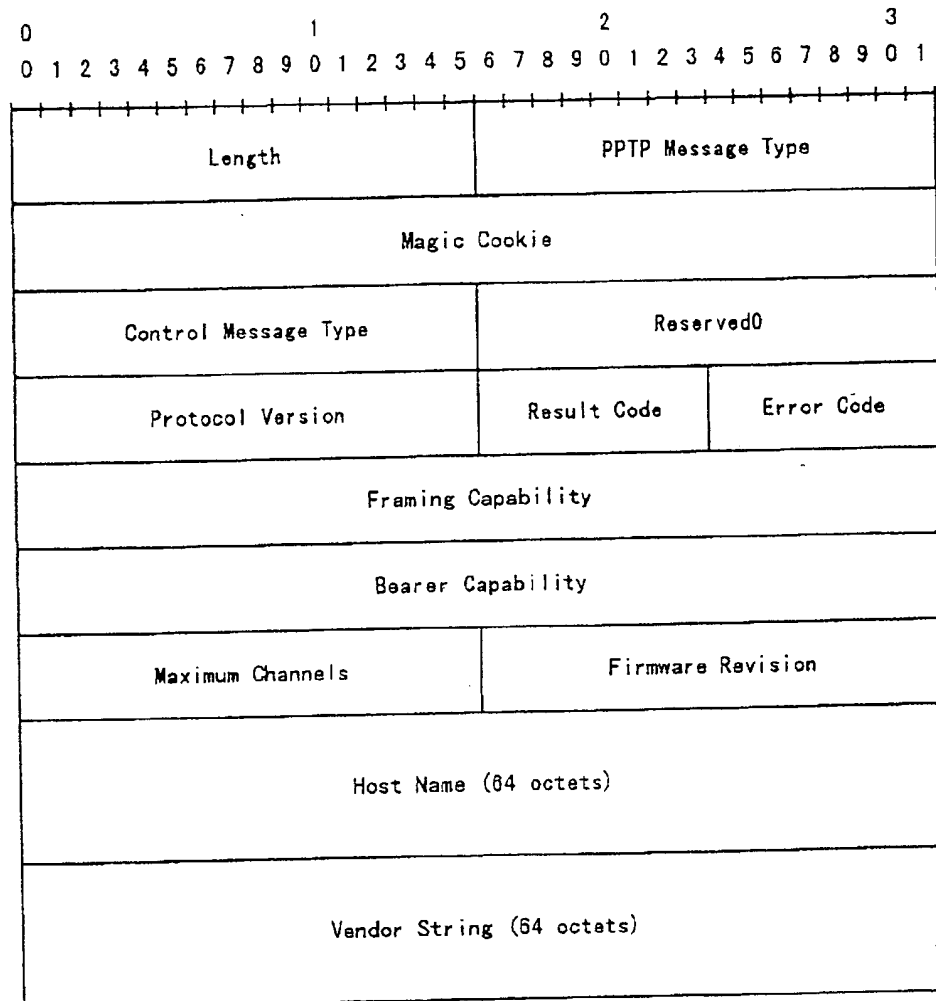 0 1 2 3
0 1 2 3 4 5 6 7 8 9 0 1 2 3 4 5 6 7 8 9 0 1 2 3 4 5 6 7 8 9 0 1
Length PPTP Message Type
Magic Cookie
Control Message Type Reserved0
Protocol Version Result Code Error Code
Framing Capability
Bearer Capability
Maximum Channels Firmware Revision
Host Name (64 octets)
Vendor String (64 octets)